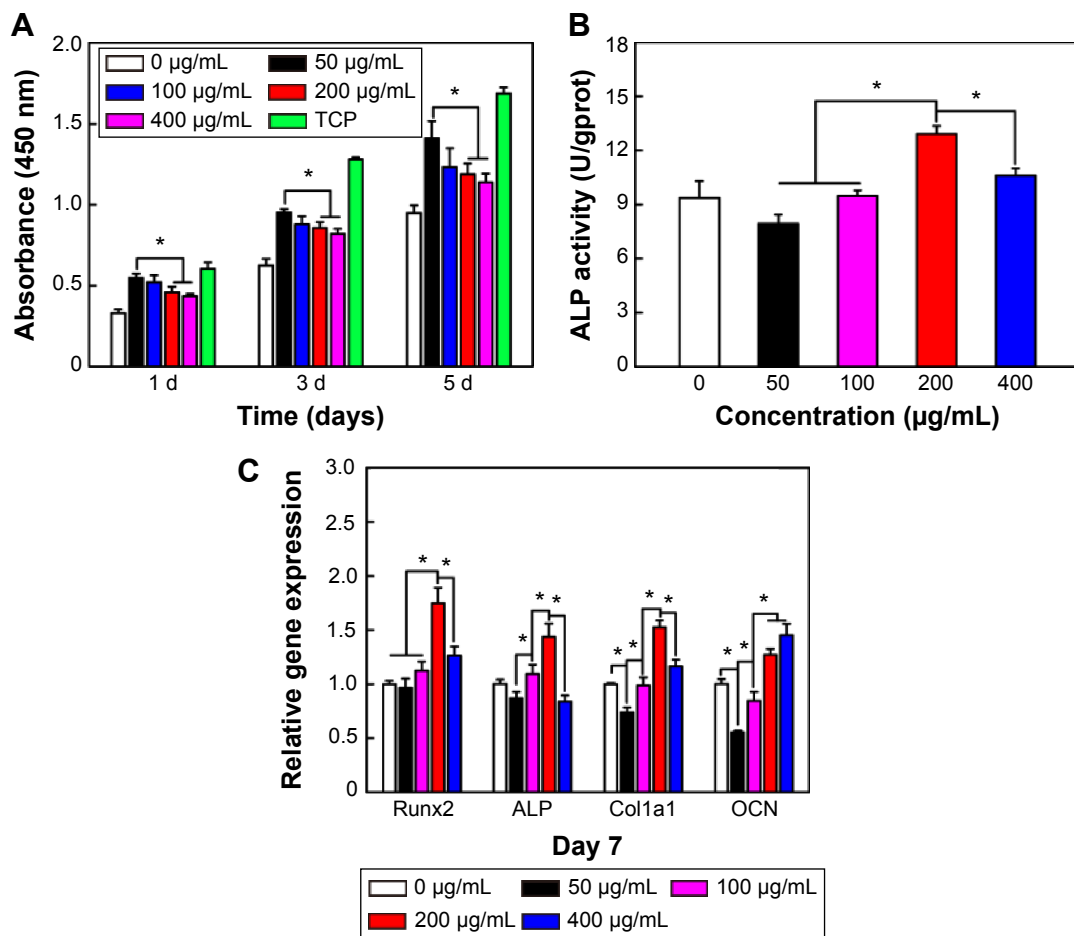 A
Absorbance (450 nm)
2.0
1.5
1.0
0.5
0
0 µg/mL 50 µg/mL
100 µg/mL 200 µg/mL
400 µg/mL TCP
* * *
1 d 3 d 5 d
Time (days)
B
ALP activity (U/gprot)
18
15
12
9
6
3
0
* *
0 50 100 200 400
Concentration (µg/mL)
C
Relative gene expression
3.0
2.5
2.0
1.5
1.0
0.5
0
* * * * * * * * * * * *
Runx2 ALP Col1a1 OCN
Day 7
0 µg/mL 50 µg/mL 100 µg/mL
200 µg/mL 400 µg/mL